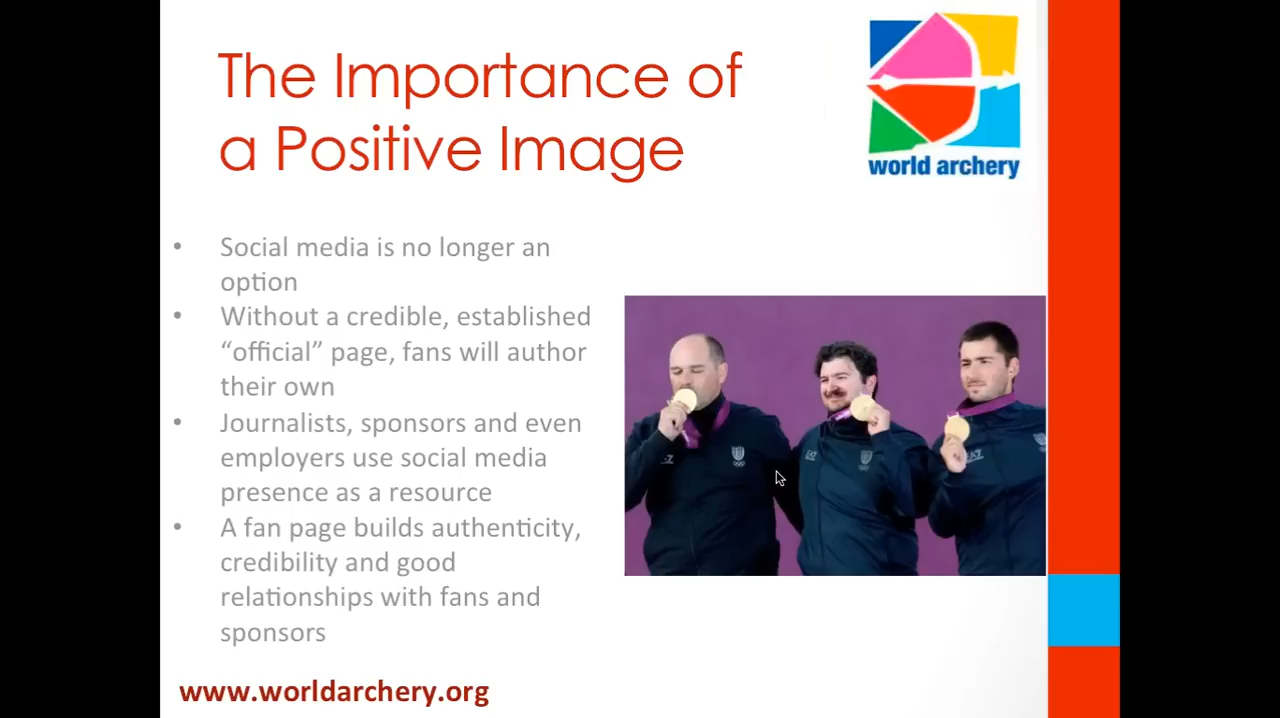 The Importance of
a Positive Image
world archery
• Social media is no longer an
option
• Without a credible, established
“official” page, fans will author
their own
• Journalists, sponsors and even
employers use social media
presence as a resource
• A fan page builds authenticity,
credibility and good
relationships with fans and
sponsors
EA7
www.worldarchery.org